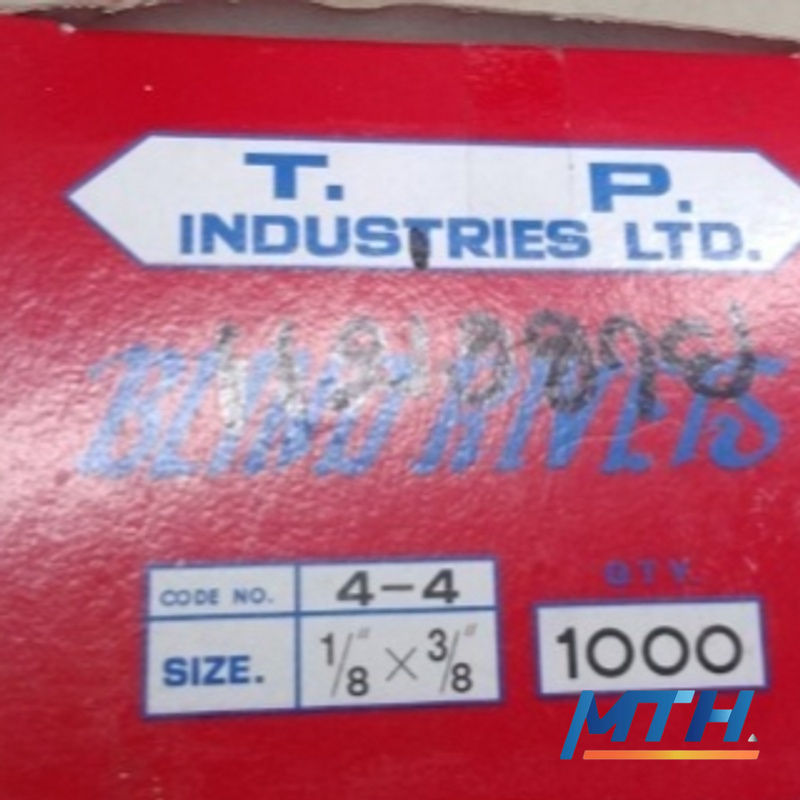 T. P.
INDUSTRIES LTD.
BLIND RIVETS
CODE NO. 4-4
QTY.
SIZE. 1/8" × 3/8"
1000
MTH.